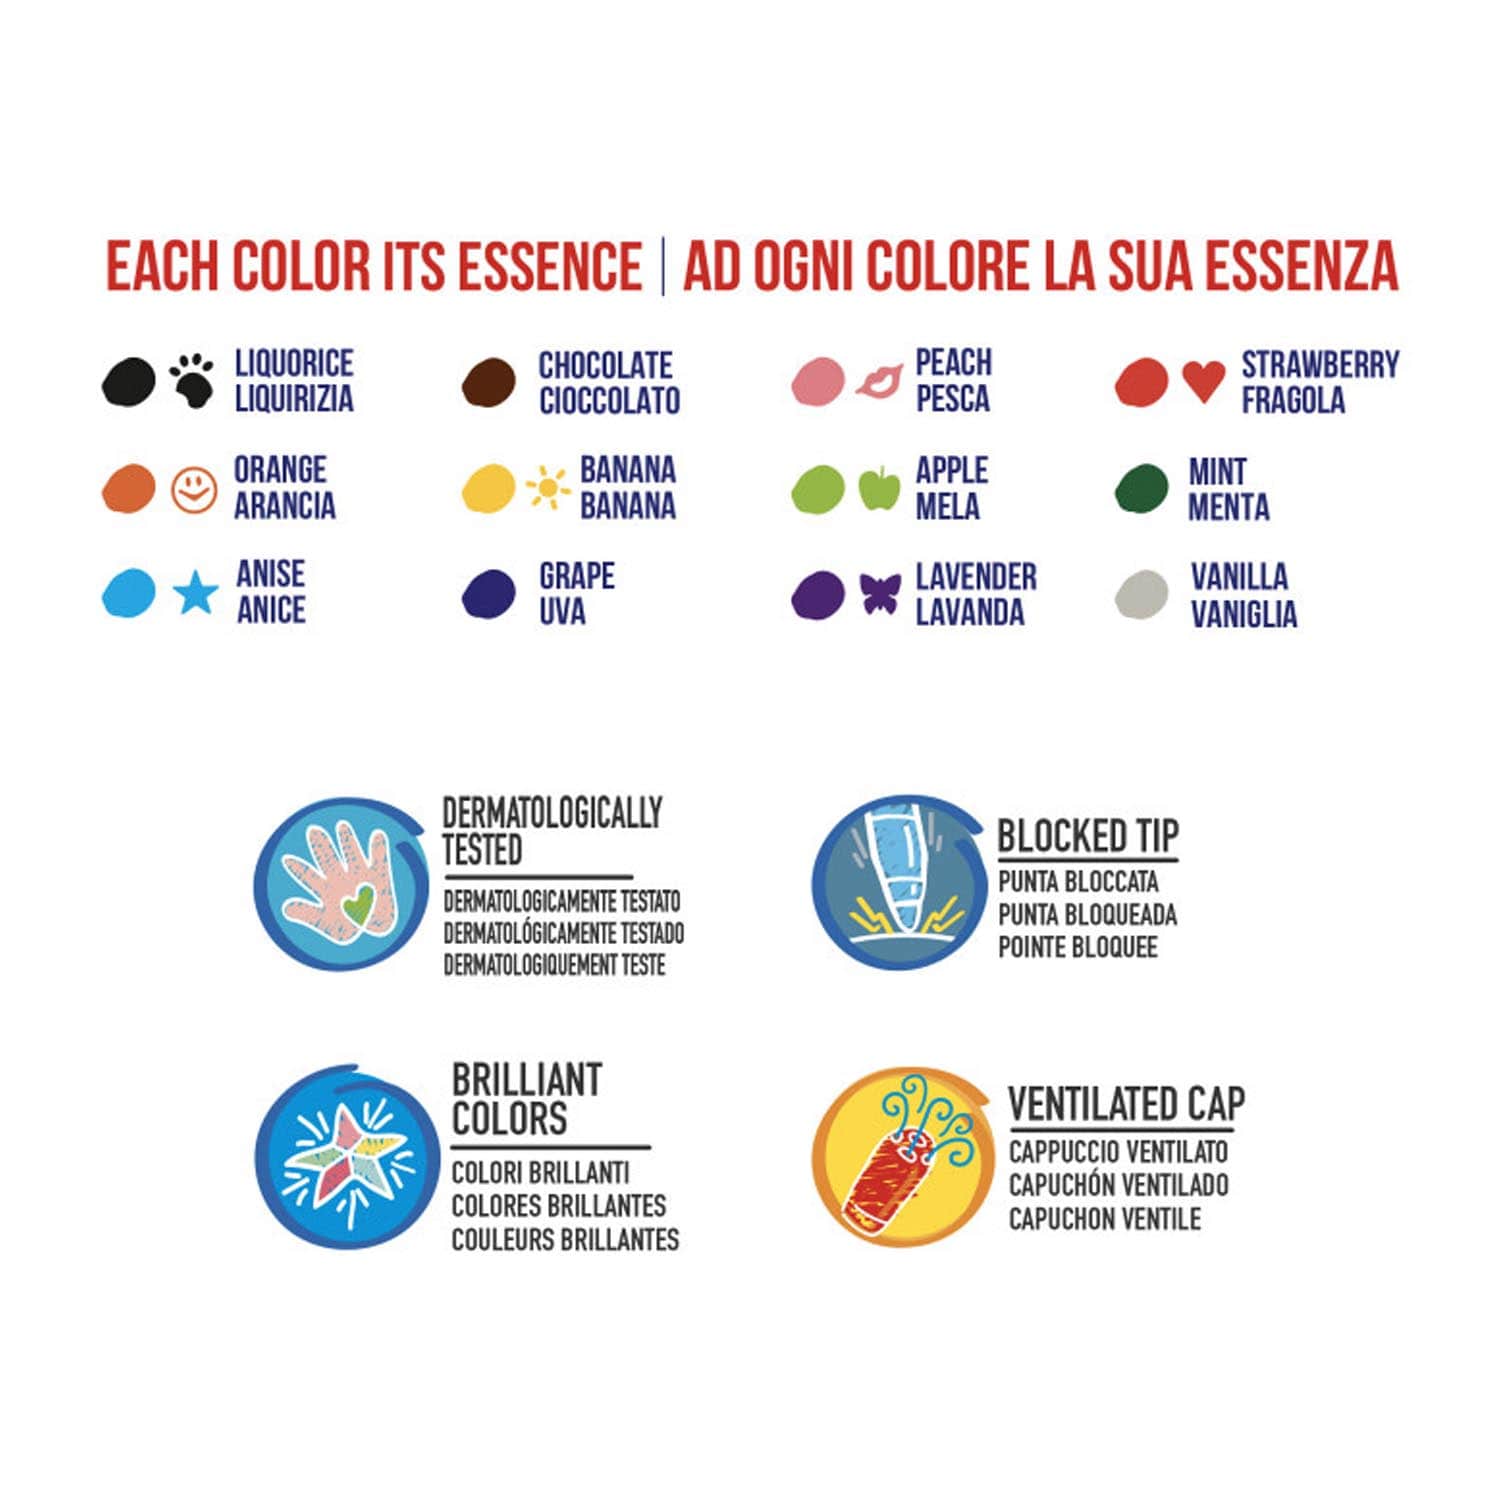 EACH COLOR ITS ESSENCE | AD OGNI COLORE LA SUA ESSENZA
LIQUORICE
LIQUIRIZIA
CHOCOLATE
CIOCCOLATO
PEACH
PESCA
STRAWBERRY
FRAGOLA
ORANGE
ARANCIA
BANANA
BANANA
APPLE
MELA
MINT
MENTA
ANISE
ANICE
GRAPE
UVA
LAVENDER
LAVANDA
VANILLA
VANIGLIA
DERMATOLOGICALLY
TESTED
DERMATOLOGICAMENTE TESTATO
DERMATOLÓGICAMENTE TESTADO
DERMATOLOGIQUEMENT TESTE
BLOCKED TIP
PUNTA BLOCCATA
PUNTA BLOQUEADA
POINTE BLOQUEE
BRILLIANT
COLORS
COLORI BRILLANTI
COLORES BRILLANTES
COULEURS BRILLANTES
VENTILATED CAP
CAPPUCCIO VENTILATO
CAPUCHÓN VENTILADO
CAPUCHON VENTILE